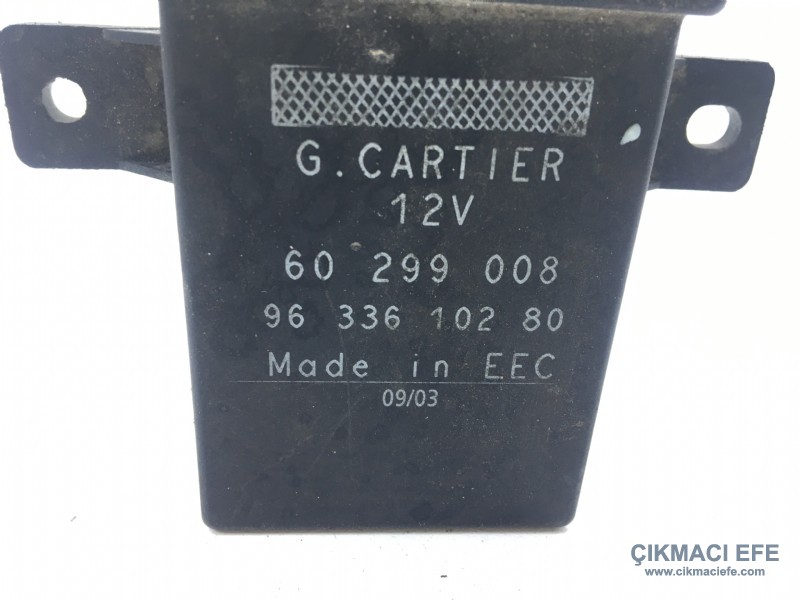 G. CARTIER
12V
60 299 008
96 336 102 80
Made in EEC
09/03
ÇIKMACI EFE
www.cikmaciefe.com